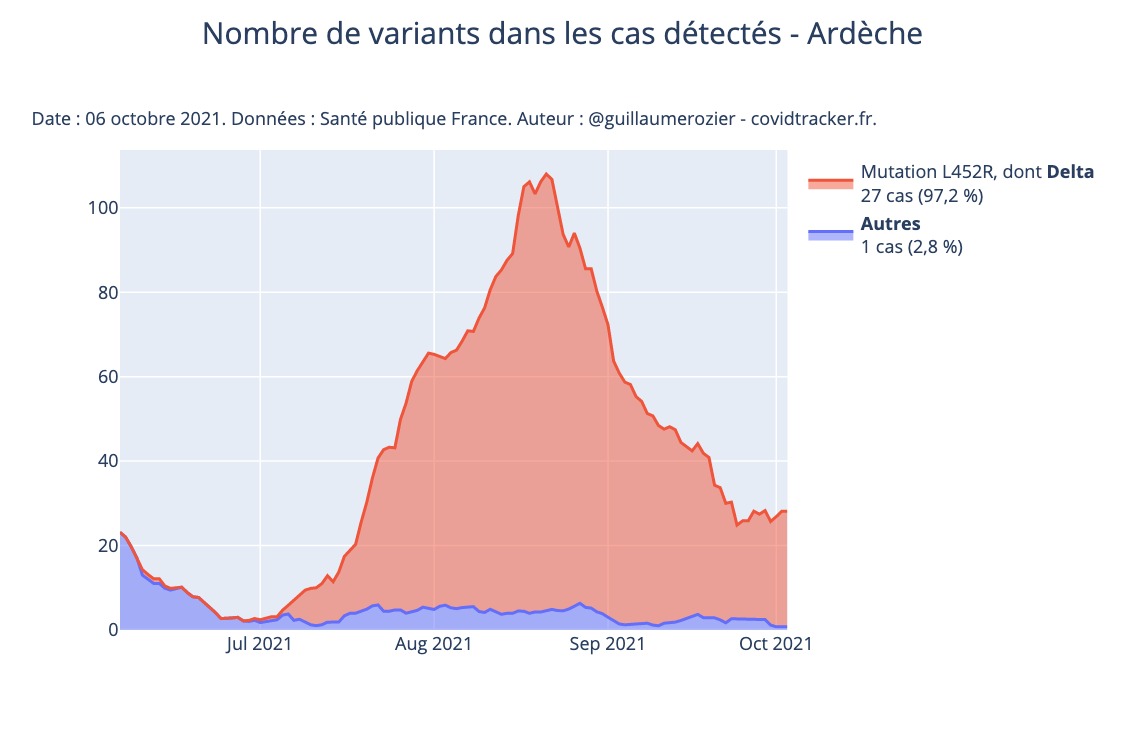 Nombre de variants dans les cas détectés - Ardèche
Date : 06 octobre 2021. Données : Santé publique France. Auteur : @guillaumerozier - covidtracker.fr.
Mutation L452R, dont Delta
27 cas (97,2 %)
Autres
1 cas (2,8 %)
100
80
60
40
20
0
Jul 2021 Aug 2021 Sep 2021 Oct 2021